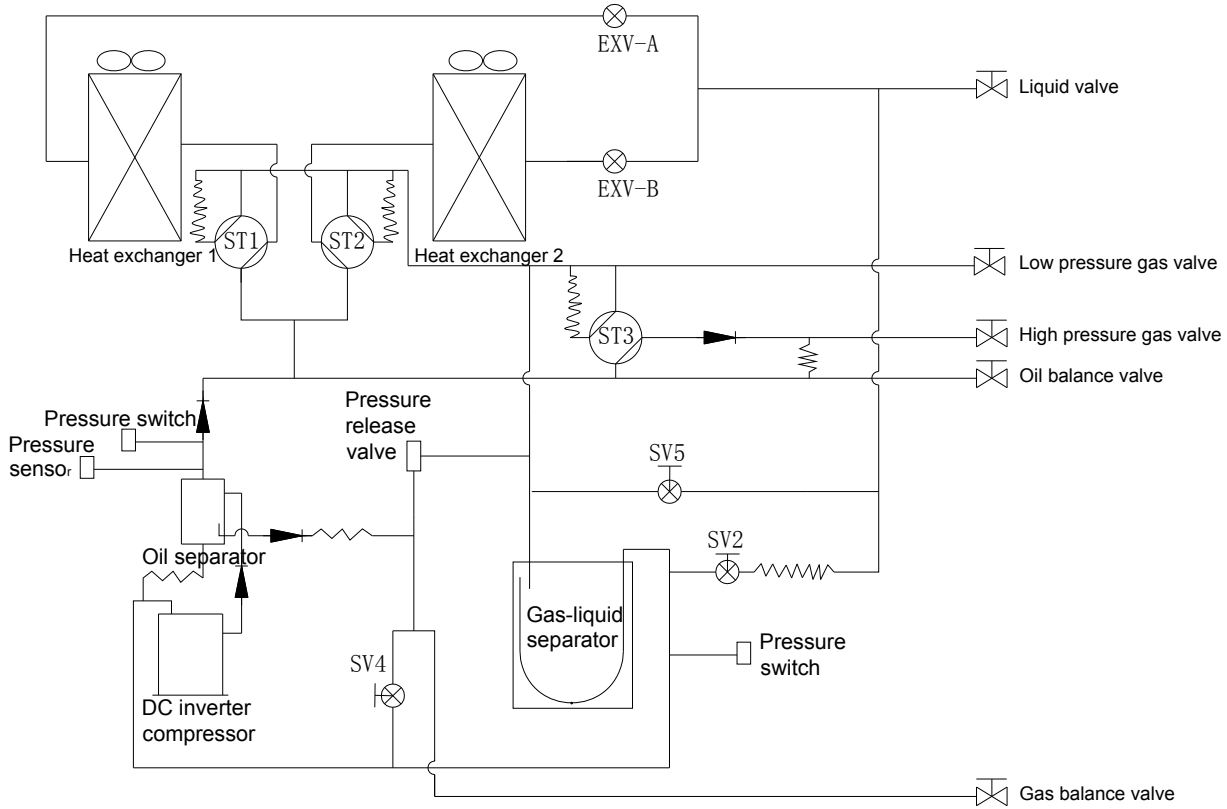 EXV-A
Liquid valve
EXV-B
ST1
ST2
Heat exchanger 1
Heat exchanger 2
Low pressure gas valve
ST3
High pressure gas valve
Oil balance valve
Pressure switch
Pressure
sensor
Pressure
release
valve
SV5
Oil separator
SV2
Gas-liquid
separator
Pressure
switch
SV4
DC inverter
compressor
Gas balance valve